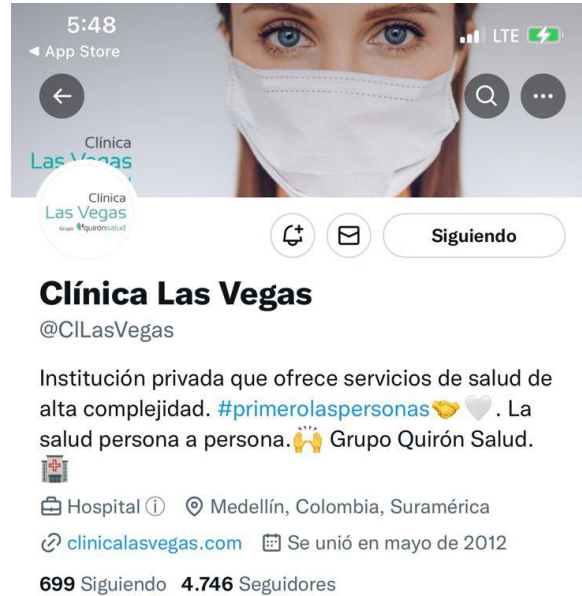 5:48
LTE
App Store
Clínica
Las Vegas
Clínica
Las Vegas
Grupo quirónsalud
Siguiendo
Clínica Las Vegas
@ClLasVegas
Institución privada que ofrece servicios de salud de
alta complejidad. #primerolaspersonas🤝🤍. La
salud persona a persona.🙌 Grupo Quirón Salud.
🏥
Hospital Medellín, Colombia, Suramérica
clinicalasvegas.com Se unió en mayo de 2012
699 Siguiendo 4.746 Seguidores